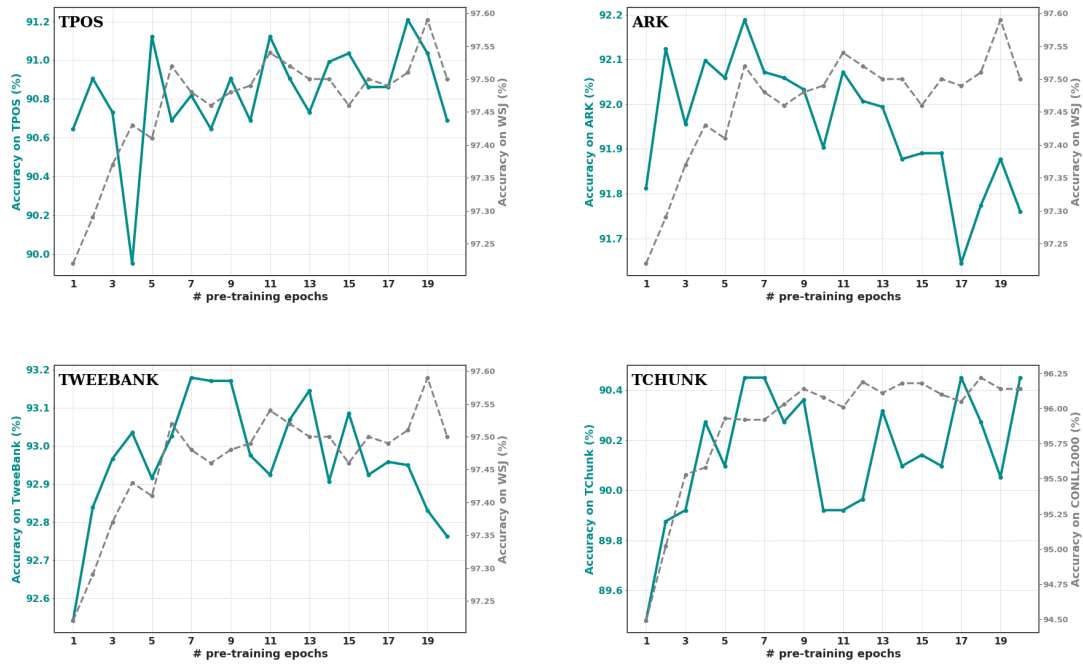 TPOS
Accuracy on TPOS (%)
91.2
91.0
90.8
90.6
90.4
90.2
90.0
97.60
97.55
97.50
97.45
97.40
97.35
97.30
97.25
Accuracy on WSJ (%)
1 3 5 7 9 11 13 15 17 19
# pre-training epochs
ARK
Accuracy on ARK (%)
92.2
92.1
92.0
91.9
91.8
91.7
97.60
97.55
97.50
97.45
97.40
97.35
97.30
97.25
Accuracy on WSJ (%)
1 3 5 7 9 11 13 15 17 19
# pre-training epochs
TWEEBANK
Accuracy on TweeBank (%)
93.2
93.1
93.0
92.9
92.8
92.7
92.6
97.60
97.55
97.50
97.45
97.40
97.35
97.30
97.25
Accuracy on WSJ (%)
1 3 5 7 9 11 13 15 17 19
# pre-training epochs
TCHUNK
Accuracy on TChunk (%)
90.4
90.2
90.0
89.8
89.6
96.25
96.00
95.75
95.50
95.25
95.00
94.75
94.50
Accuracy on CONLL2000 (%)
1 3 5 7 9 11 13 15 17 19
# pre-training epochs